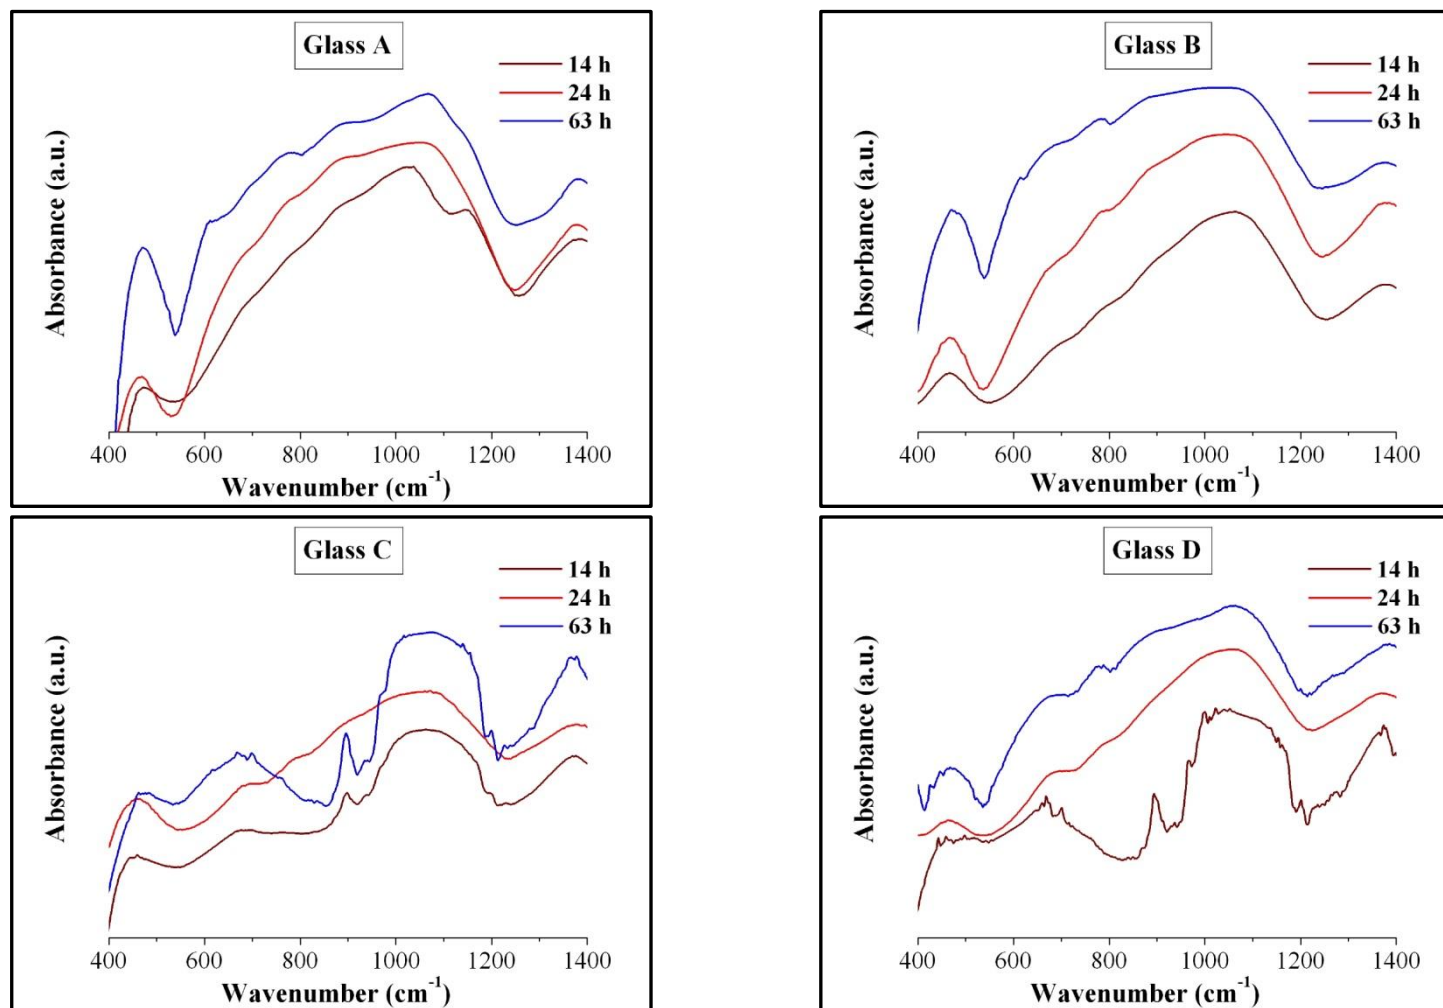 Glass A
14 h
24 h
63 h
Absorbance (a.u.)
400 600 800 1000 1200 1400
Wavenumber (cm⁻¹)
Glass B
14 h
24 h
63 h
Absorbance (a.u.)
400 600 800 1000 1200 1400
Wavenumber (cm⁻¹)
Glass C
14 h
24 h
63 h
Absorbance (a.u.)
400 600 800 1000 1200 1400
Wavenumber (cm⁻¹)
Glass D
14 h
24 h
63 h
Absorbance (a.u.)
400 600 800 1000 1200 1400
Wavenumber (cm⁻¹)